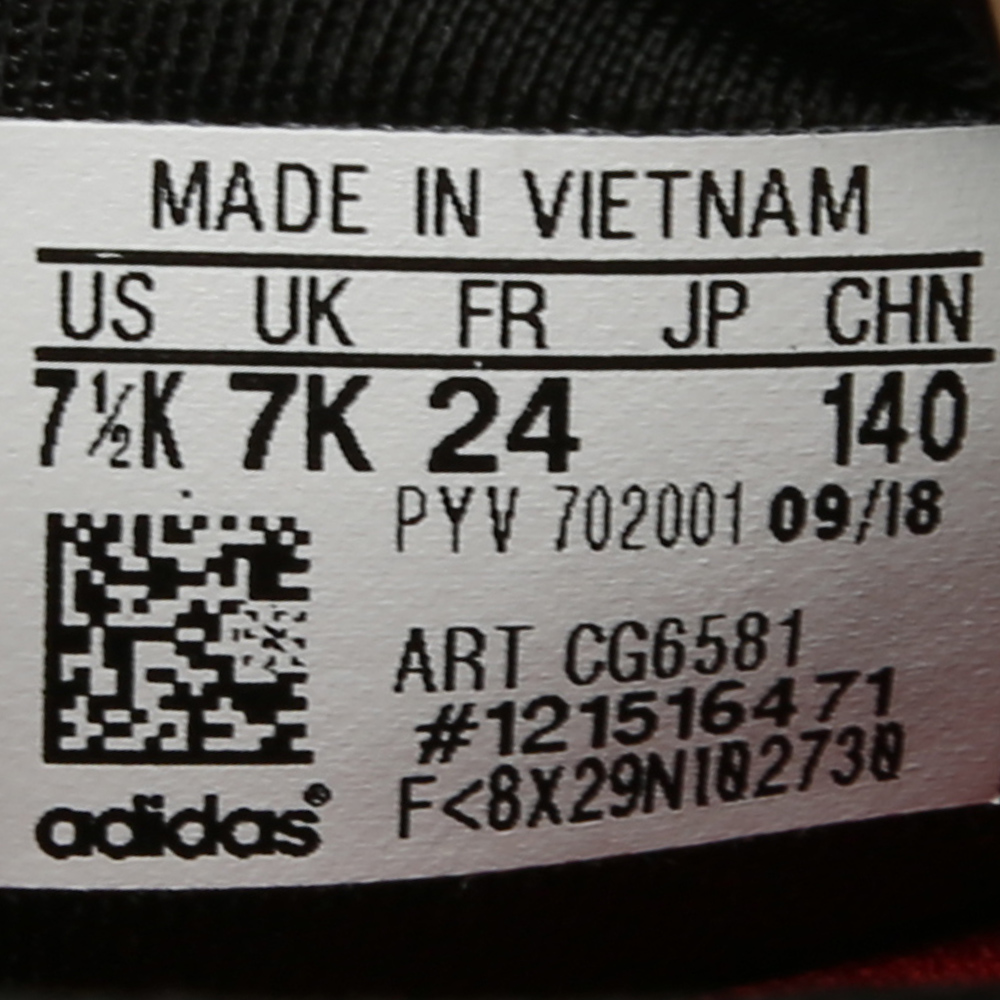 MADE IN VIETNAM
US UK FR JP CHN
7½K 7K 24 140
PYV 702001 09/18
ART CG6581
#121516471
F<8X29NI02730
adidas®